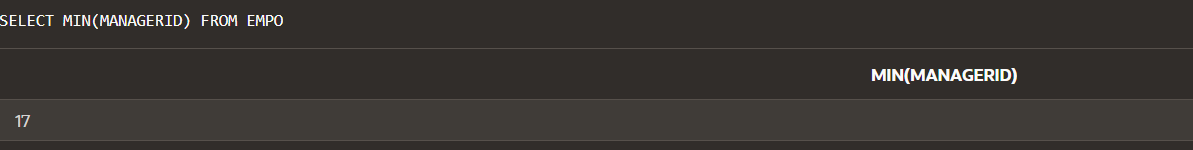 SELECT MIN(MANAGERID) FROM EMPO
MIN(MANAGERID)
17